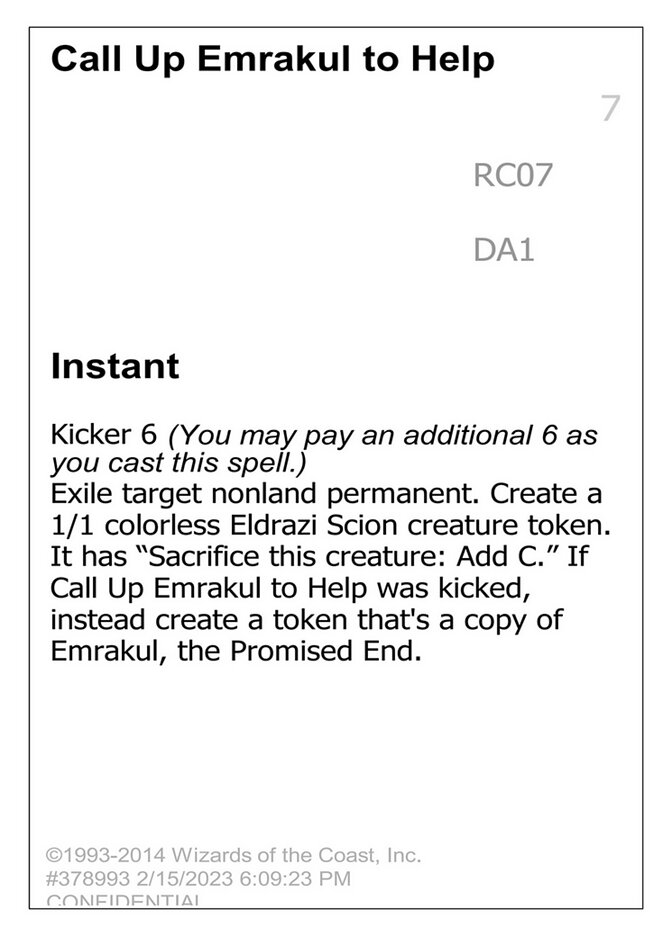 Call Up Emrakul to Help
7
RC07
DA1
Instant
Kicker 6 (You may pay an additional 6 as
you cast this spell.)
Exile target nonland permanent. Create a
1/1 colorless Eldrazi Scion creature token.
It has “Sacrifice this creature: Add C.” If
Call Up Emrakul to Help was kicked,
instead create a token that's a copy of
Emrakul, the Promised End.
©1993-2014 Wizards of the Coast, Inc.
#378993 2/15/2023 6:09:23 PM
CONFIDENTIAL